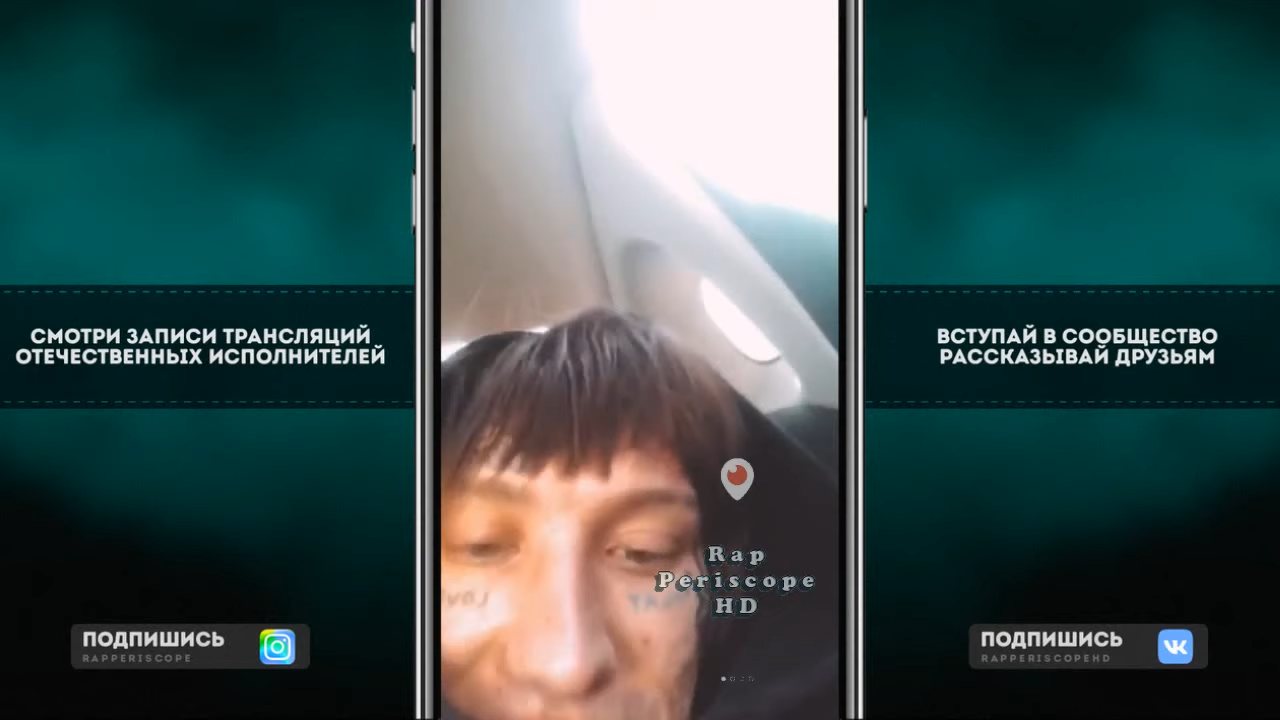 СМОТРИ ЗАПИСИ ТРАНСЛЯЦИЙ
ОТЕЧЕСТВЕННЫХ ИСПОЛНИТЕЛЕЙ
ВСТУПАЙ В СООБЩЕСТВО
РАССКАЗЫВАЙ ДРУЗЬЯМ
Rap
Periscope
HD
ПОДПИШИСЬ
RAPPERISCOPE
ПОДПИШИСЬ
RAPPERISCOPEHD